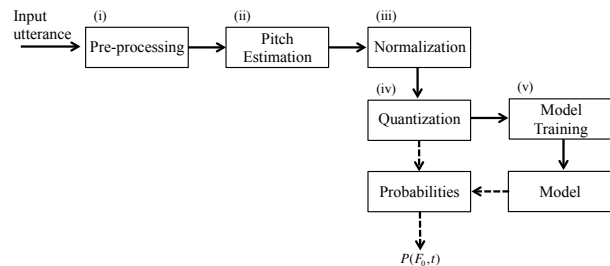 Input
utterance
(i)
Pre-processing
(ii)
Pitch
Estimation
(iii)
Normalization
(iv)
Quantization
(v)
Model
Training
Probabilities
Model
P(F₀,t)